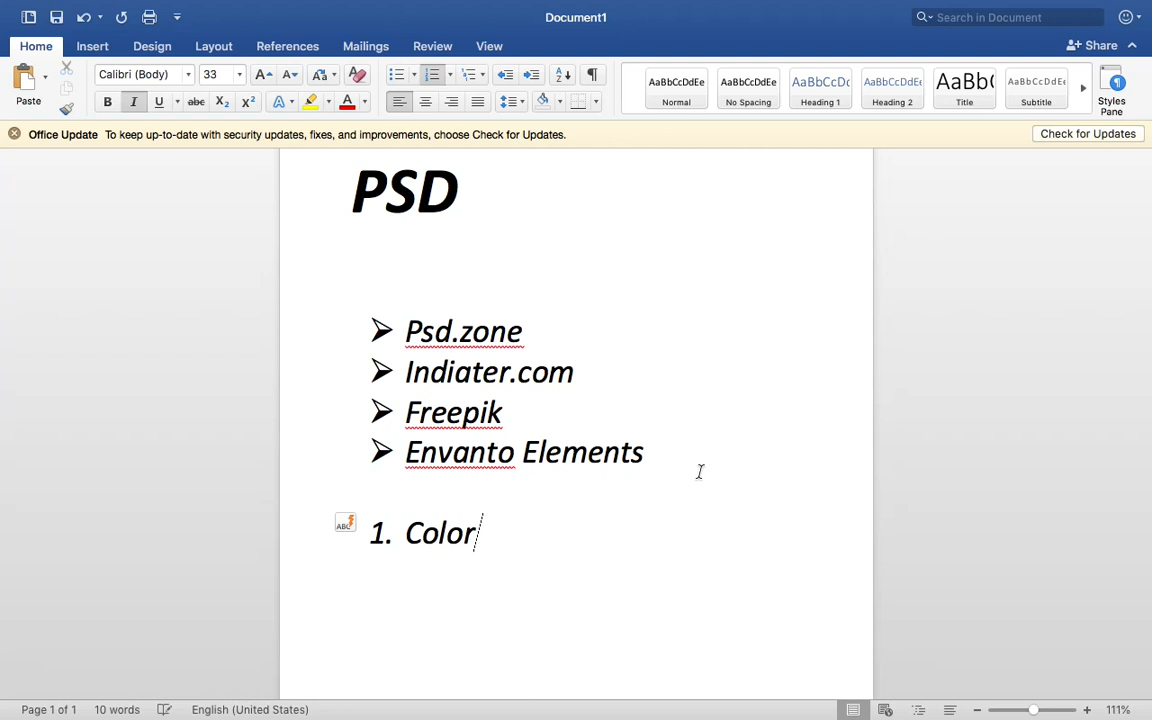 Document1
Search in Document
Home Insert Design Layout References Mailings Review View
Share
Paste
Calibri (Body) 33
AaBbCcDdEe AaBbCcDdEe AaBbCcDc AaBbCcDdE AaBb( AaBbCcDdEe
Normal No Spacing Heading 1 Heading 2 Title Subtitle
Styles
Pane
Office Update To keep up-to-date with security updates, fixes, and improvements, choose Check for Updates.
Check for Updates
PSD
➢ Psd.zone
➢ Indiater.com
➢ Freepik
➢ Envanto Elements
1. Color
Page 1 of 1 10 words English (United States) 111%